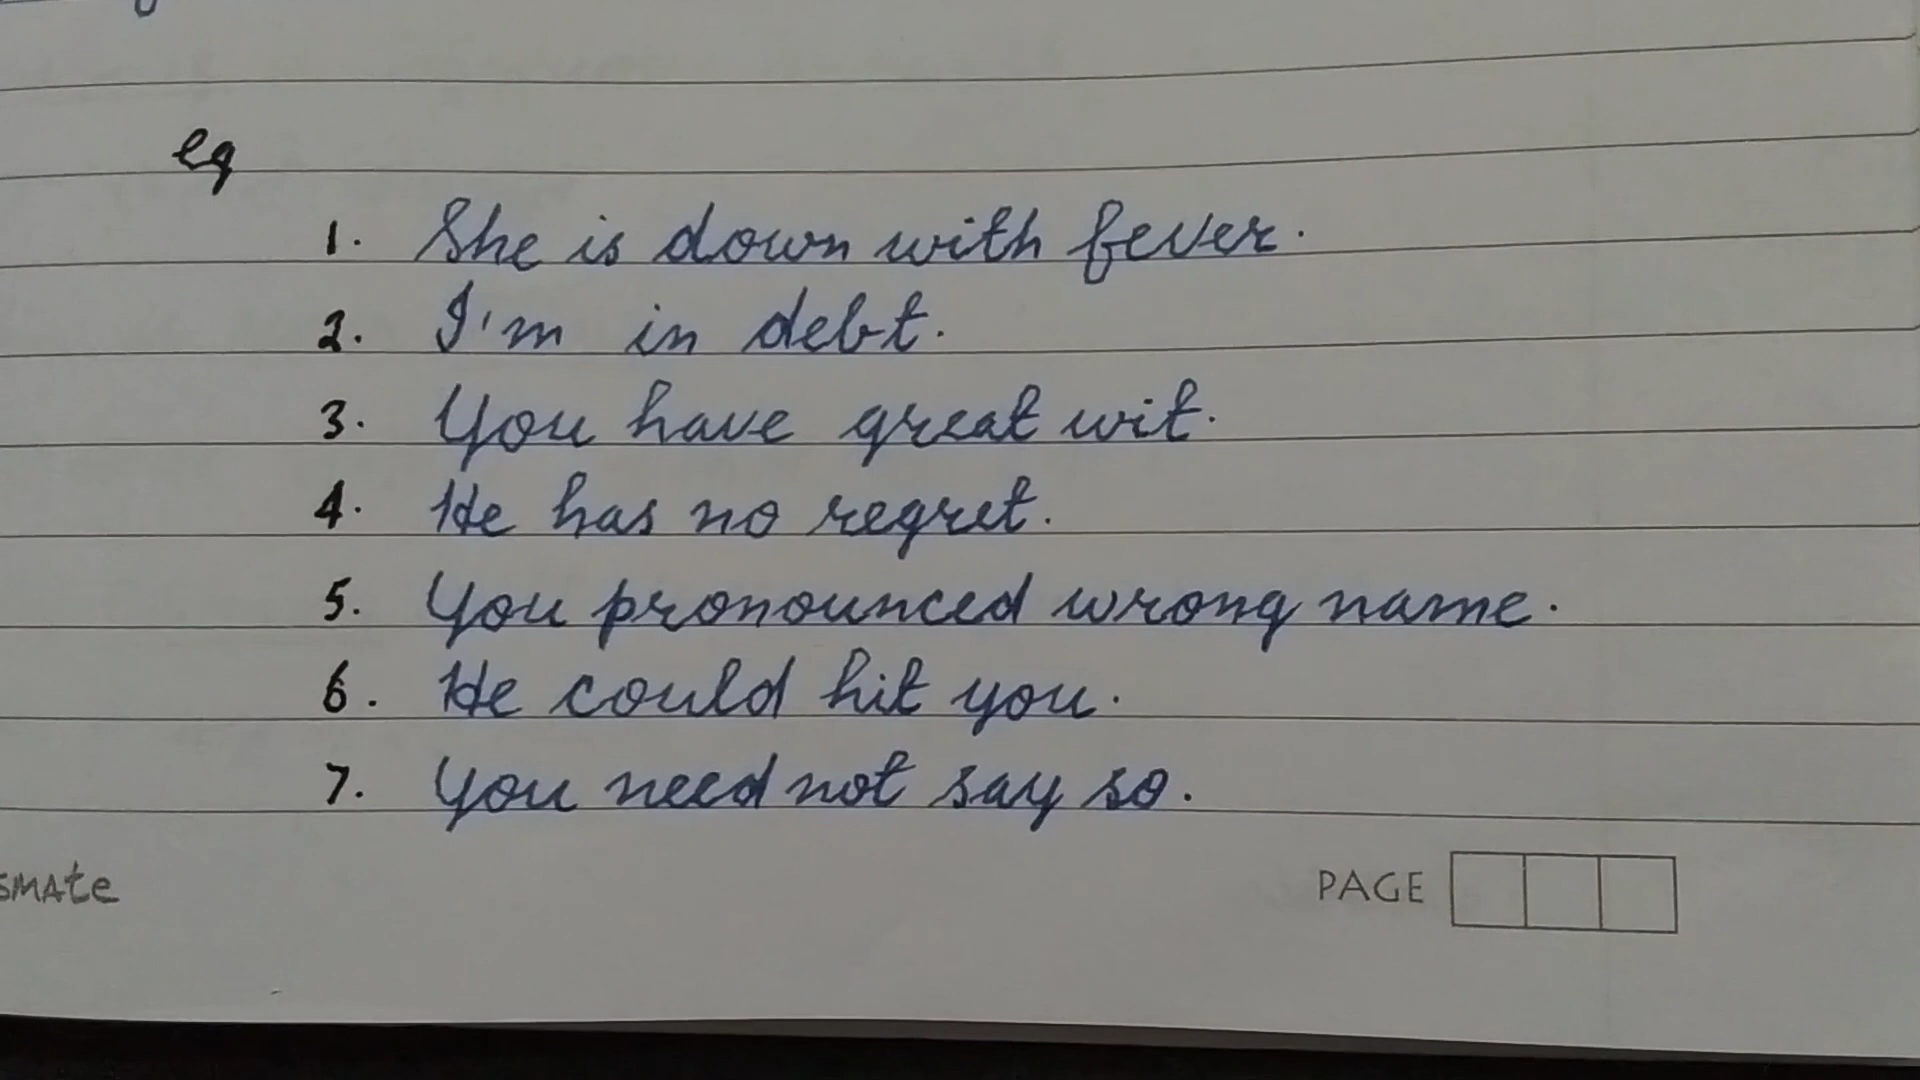 eg
1. She is down with fever.
2. I'm in debt.
3. You have great wit.
4. He has no regret.
5. You pronounced wrong name.
6. He could hit you.
7. You need not say so.
smate
PAGE